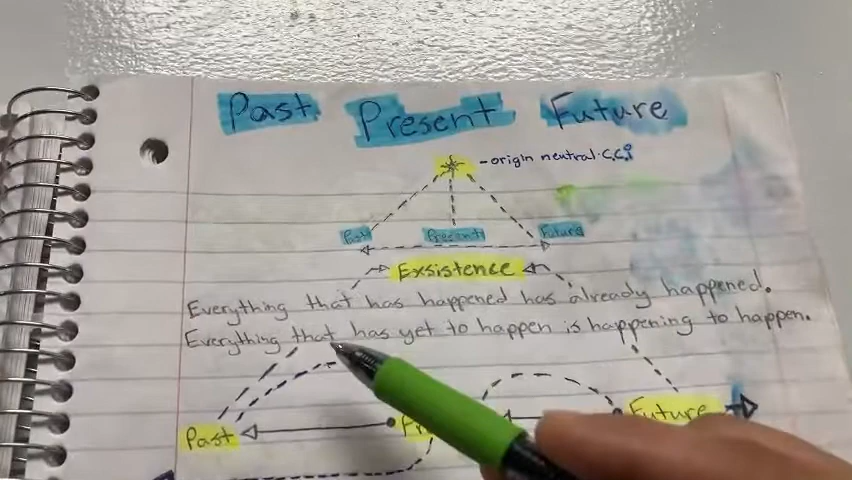 Past Present Future
-origin neutral.C.C.i
Past Present Future
Exsistence
Everything that has happened has already happened.
Everything that has yet to happen is happening to happen.
Past Future